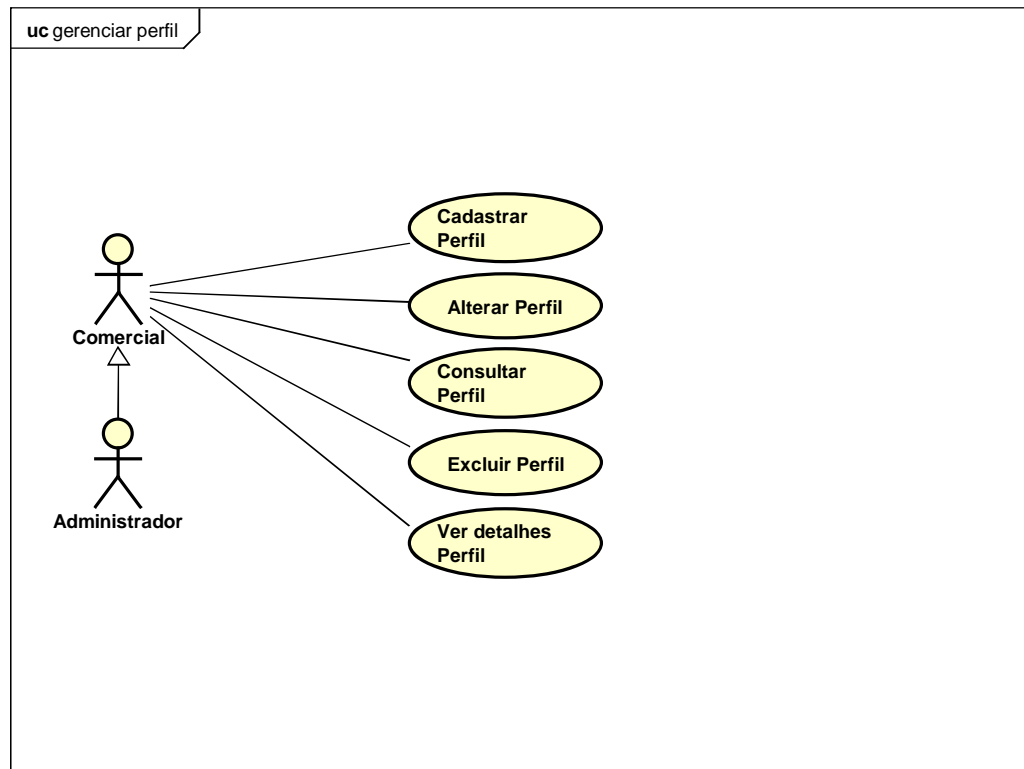 uc gerenciar perfil
Cadastrar
Perfil
Alterar Perfil
Comercial
Consultar
Perfil
Excluir Perfil
Administrador
Ver detalhes
Perfil